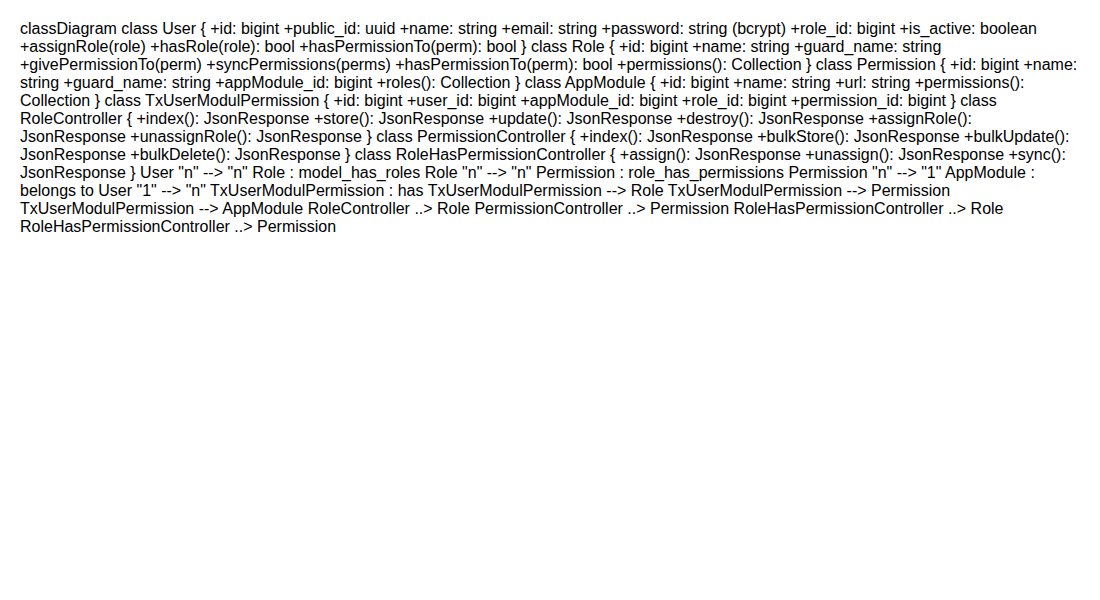 classDiagram class User { +id: bigint +public_id: uuid +name: string +email: string +password: string (bcrypt) +role_id: bigint +is_active: boolean
+assignRole(role) +hasRole(role): bool +hasPermissionTo(perm): bool } class Role { +id: bigint +name: string +guard_name: string
+givePermissionTo(perm) +syncPermissions(perms) +hasPermissionTo(perm): bool +permissions(): Collection } class Permission { +id: bigint +name:
string +guard_name: string +appModule_id: bigint +roles(): Collection } class AppModule { +id: bigint +name: string +url: string +permissions():
Collection } class TxUserModulPermission { +id: bigint +user_id: bigint +appModule_id: bigint +role_id: bigint +permission_id: bigint } class
RoleController { +index(): JsonResponse +store(): JsonResponse +update(): JsonResponse +destroy(): JsonResponse +assignRole():
JsonResponse +unassignRole(): JsonResponse } class PermissionController { +index(): JsonResponse +bulkStore(): JsonResponse +bulkUpdate():
JsonResponse +bulkDelete(): JsonResponse } class RoleHasPermissionController { +assign(): JsonResponse +unassign(): JsonResponse +sync():
JsonResponse } User "n" --> "n" Role : model_has_roles Role "n" --> "n" Permission : role_has_permissions Permission "n" --> "1" AppModule :
belongs to User "1" --> "n" TxUserModulPermission : has TxUserModulPermission --> Role TxUserModulPermission --> Permission
TxUserModulPermission --> AppModule RoleController ..> Role PermissionController ..> Permission RoleHasPermissionController ..> Role
RoleHasPermissionController ..> Permission